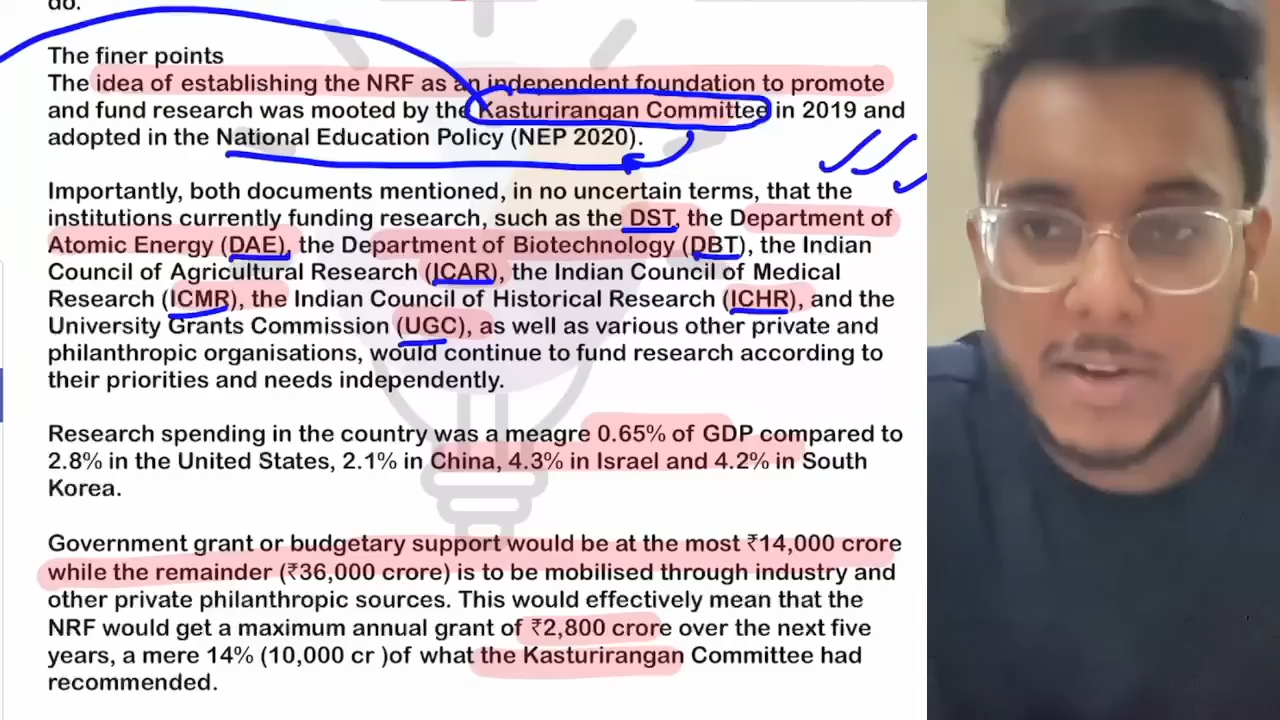 do.
The finer points
The idea of establishing the NRF as an independent foundation to promote
and fund research was mooted by the Kasturirangan Committee in 2019 and
adopted in the National Education Policy (NEP 2020).
Importantly, both documents mentioned, in no uncertain terms, that the
institutions currently funding research, such as the DST, the Department of
Atomic Energy (DAE), the Department of Biotechnology (DBT), the Indian
Council of Agricultural Research (ICAR), the Indian Council of Medical
Research (ICMR), the Indian Council of Historical Research (ICHR), and the
University Grants Commission (UGC), as well as various other private and
philanthropic organisations, would continue to fund research according to
their priorities and needs independently.
Research spending in the country was a meagre 0.65% of GDP compared to
2.8% in the United States, 2.1% in China, 4.3% in Israel and 4.2% in South
Korea.
Government grant or budgetary support would be at the most ₹14,000 crore
while the remainder (₹36,000 crore) is to be mobilised through industry and
other private philanthropic sources. This would effectively mean that the
NRF would get a maximum annual grant of ₹2,800 crore over the next five
years, a mere 14% (10,000 cr )of what the Kasturirangan Committee had
recommended.